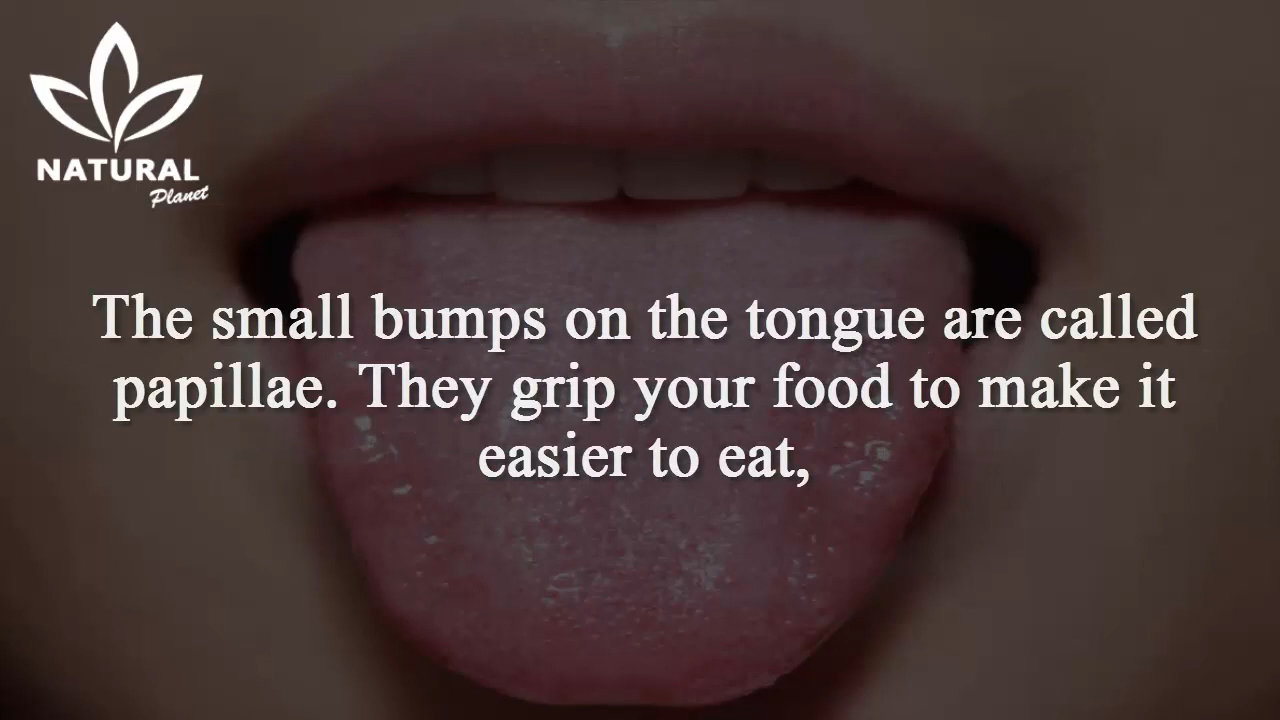 NATURAL
Planet
The small bumps on the tongue are called
papillae. They grip your food to make it
easier to eat,